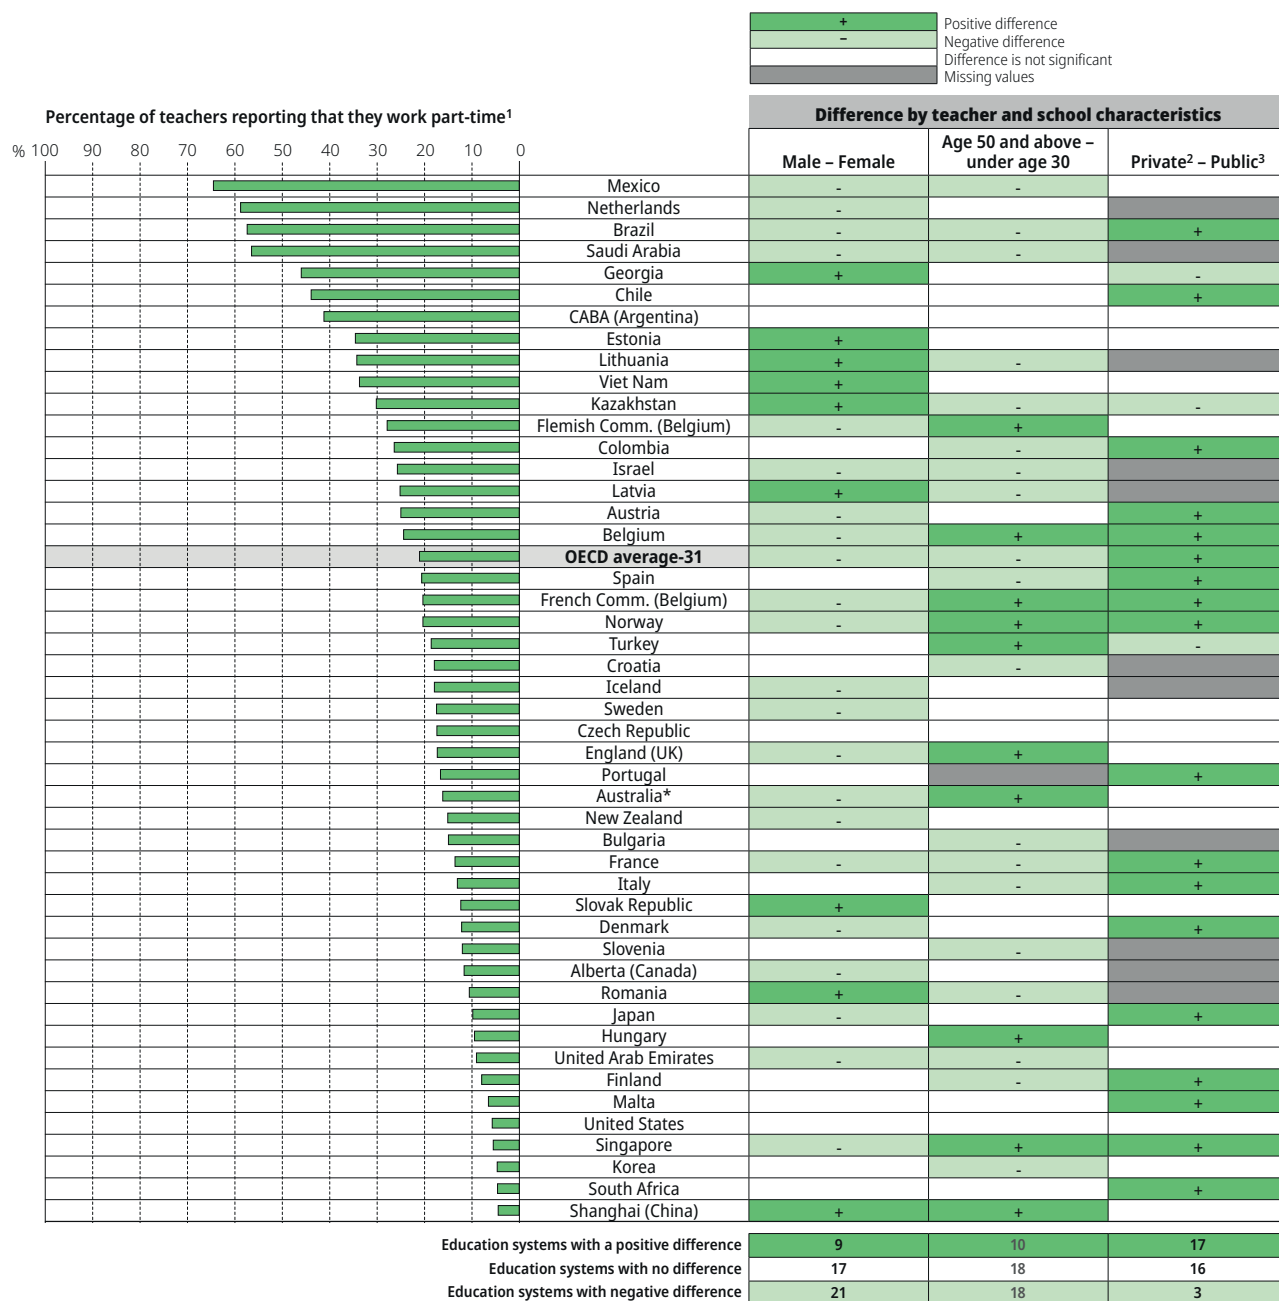 + Positive difference
− Negative difference
Difference is not significant
Missing values
Percentage of teachers reporting that they work part-time¹
Difference by teacher and school characteristics
% 100 90 80 70 60 50 40 30 20 10 0
Male – Female
Age 50 and above –
under age 30
Private² – Public³
Mexico - -
Netherlands -
Brazil - - +
Saudi Arabia - -
Georgia + -
Chile +
CABA (Argentina)
Estonia +
Lithuania + -
Viet Nam +
Kazakhstan + - -
Flemish Comm. (Belgium) - +
Colombia - +
Israel - -
Latvia + -
Austria - +
Belgium - + +
OECD average-31 - - +
Spain - +
French Comm. (Belgium) - + +
Norway - + +
Turkey + -
Croatia -
Iceland -
Sweden -
Czech Republic
England (UK) - +
Portugal +
Australia* - +
New Zealand -
Bulgaria -
France - - +
Italy - +
Slovak Republic +
Denmark - +
Slovenia -
Alberta (Canada) -
Romania + -
Japan - +
Hungary +
United Arab Emirates - -
Finland - +
Malta +
United States
Singapore - + +
Korea -
South Africa +
Shanghai (China) + +
Education systems with a positive difference 9 10 17
Education systems with no difference 17 18 16
Education systems with negative difference 21 18 3